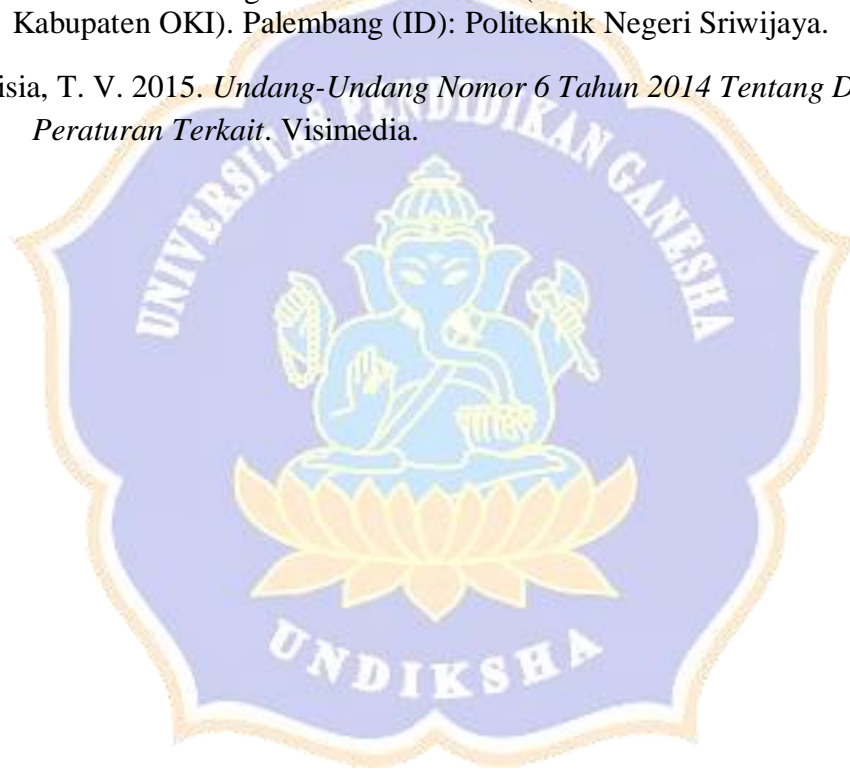 Kabupaten OKI). Palembang (ID): Politeknik Negeri Sriwijaya.
isia, T. V. 2015. Undang-Undang Nomor 6 Tahun 2014 Tentang D
Peraturan Terkait. Visimedia.
UNIVERSITAS PENDIDIKAN GANESHA
UNDIKSHA